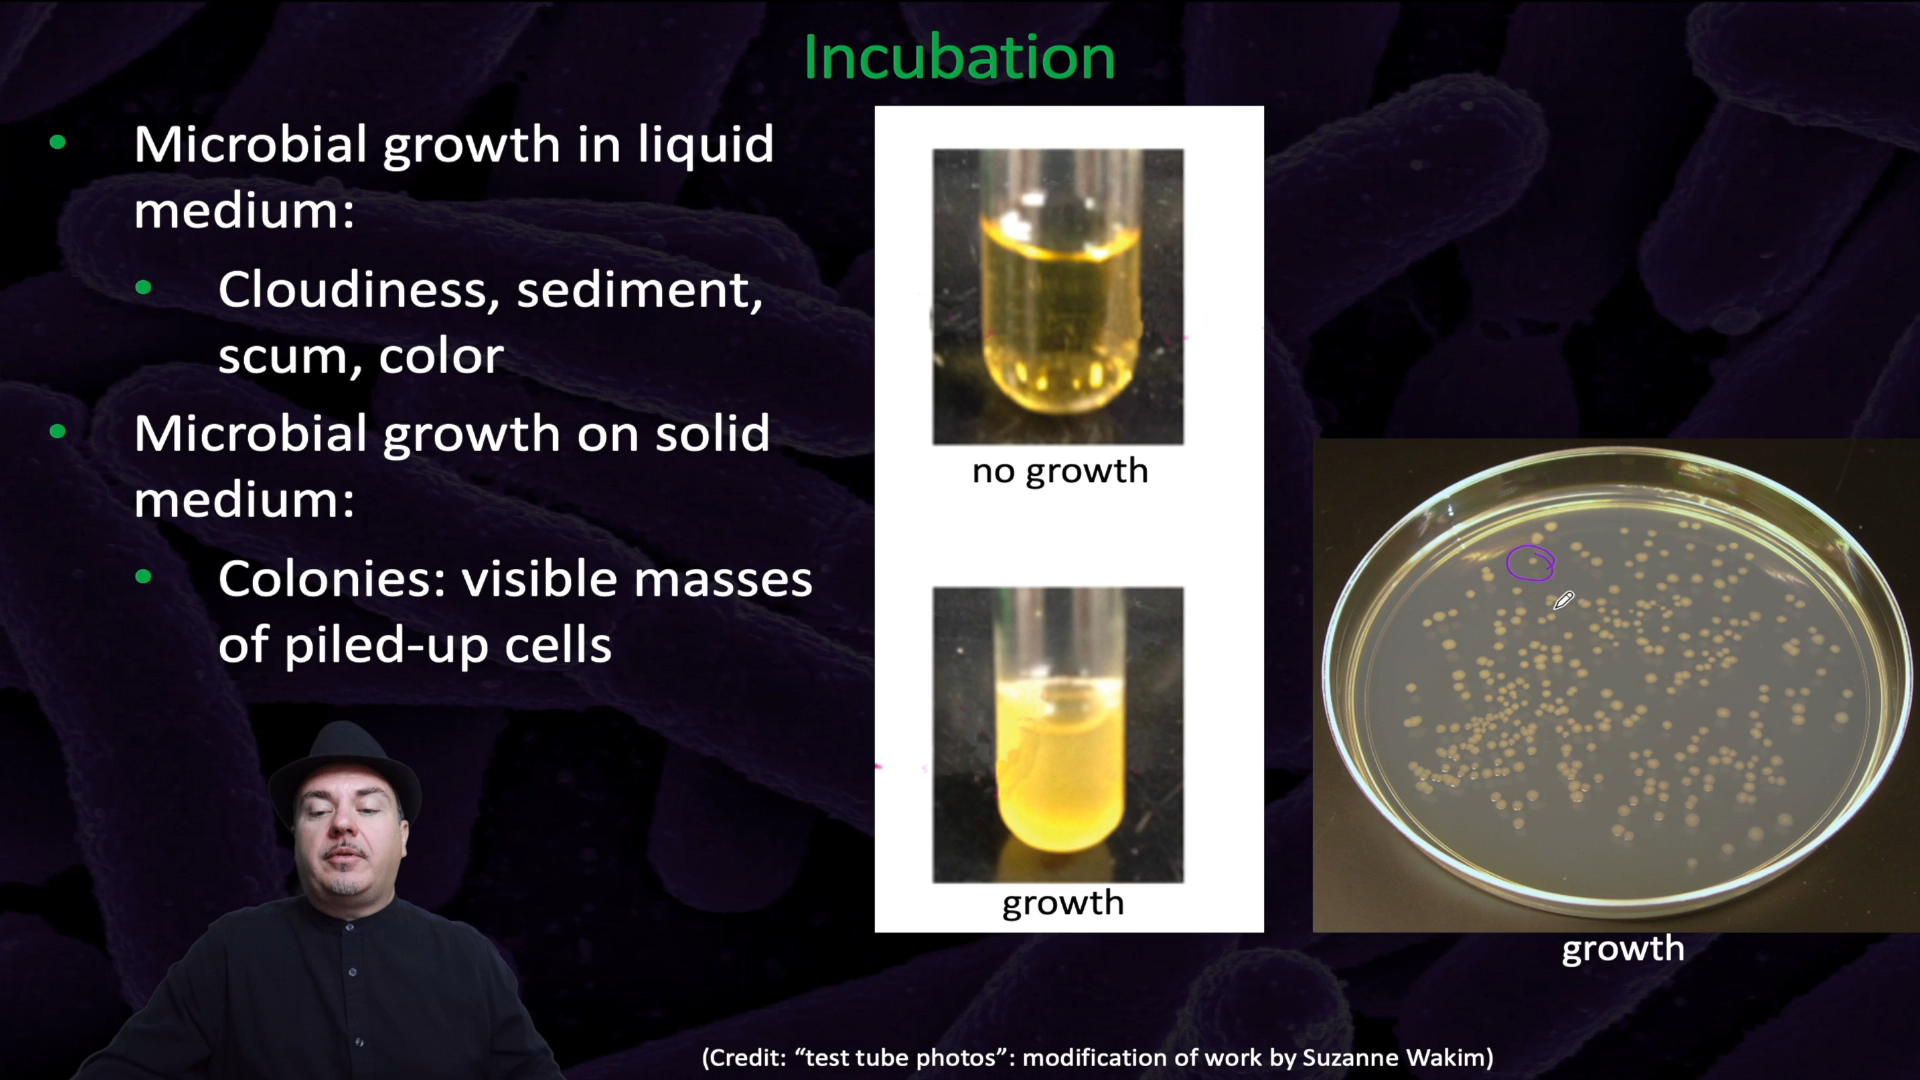 Incubation
• Microbial growth in liquid
medium:
• Cloudiness, sediment,
scum, color
• Microbial growth on solid
medium:
• Colonies: visible masses
of piled-up cells
no growth
growth
growth
(Credit: “test tube photos”: modification of work by Suzanne Wakim)